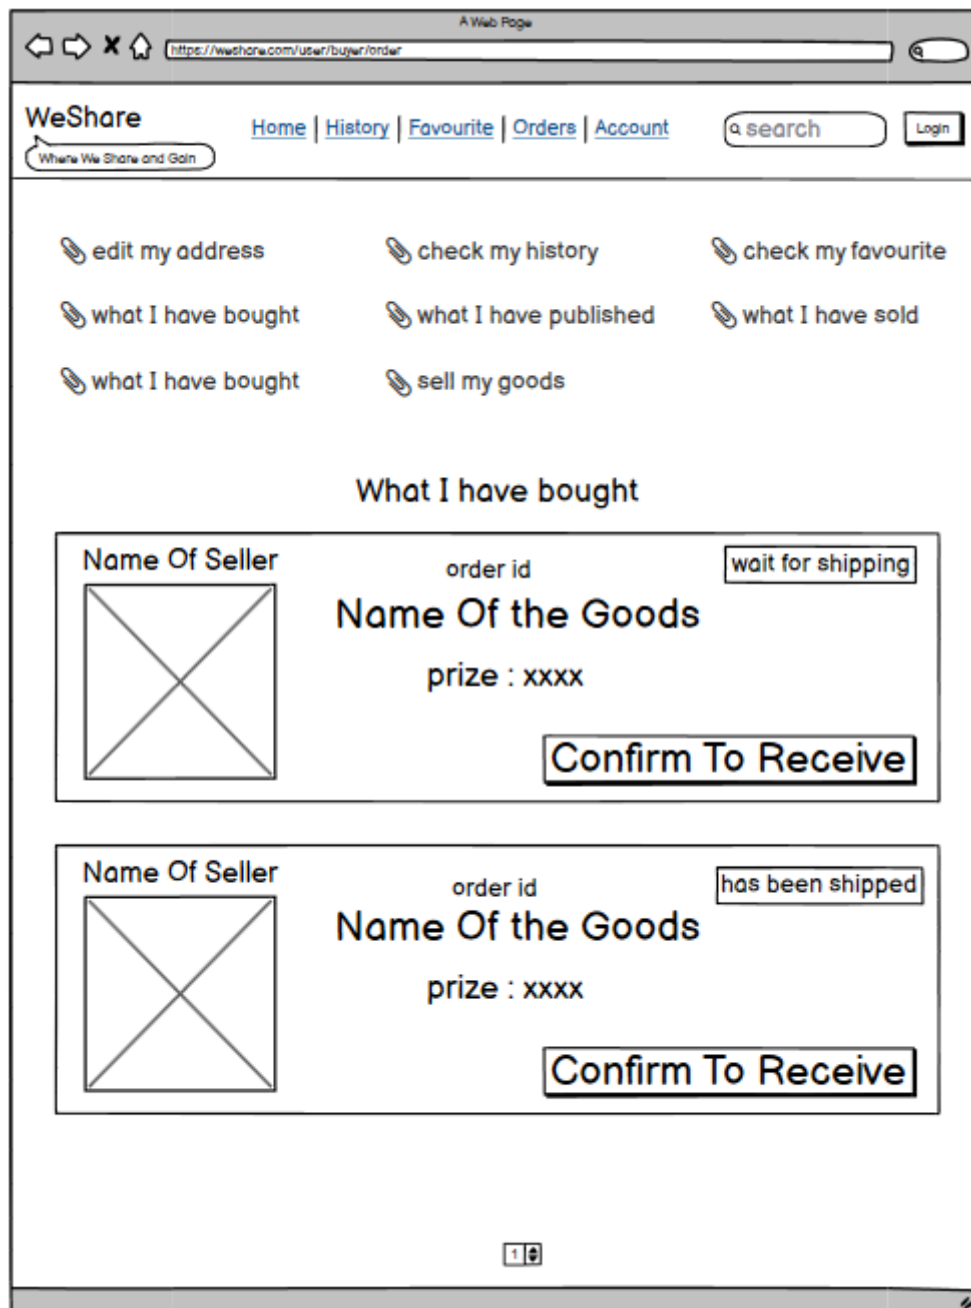 A Web Page
https://weshare.com/user/buyer/order
WeShare
Where We Share and Gain
Home | History | Favourite | Orders | Account
search
Login
edit my address
check my history
check my favourite
what I have bought
what I have published
what I have sold
what I have bought
sell my goods
What I have bought
Name Of Seller
order id
wait for shipping
Name Of the Goods
prize : xxxx
Confirm To Receive
Name Of Seller
order id
has been shipped
Name Of the Goods
prize : xxxx
Confirm To Receive
1